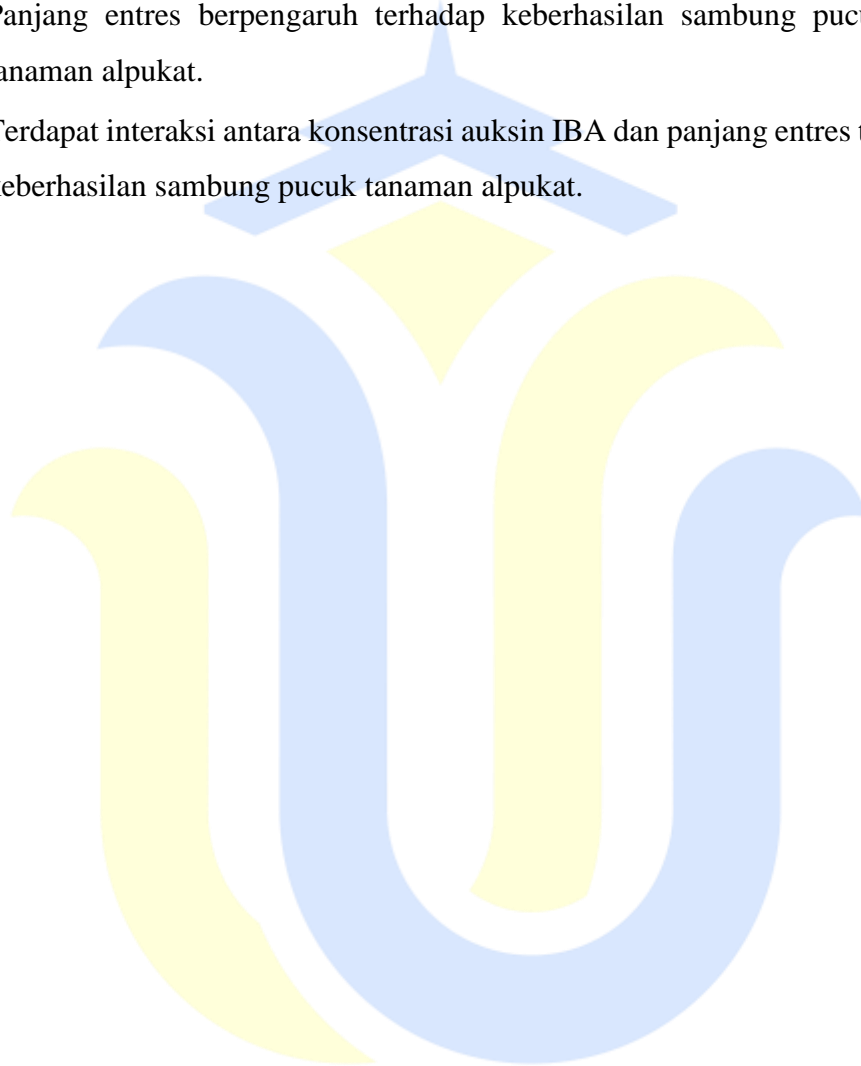 Panjang entres berpengaruh terhadap keberhasilan sambung
tanaman alpukat.
Terdapat interaksi antara konsentrasi auksin IBA dan panjang entres
keberhasilan sambung pucuk tanaman alpukat.